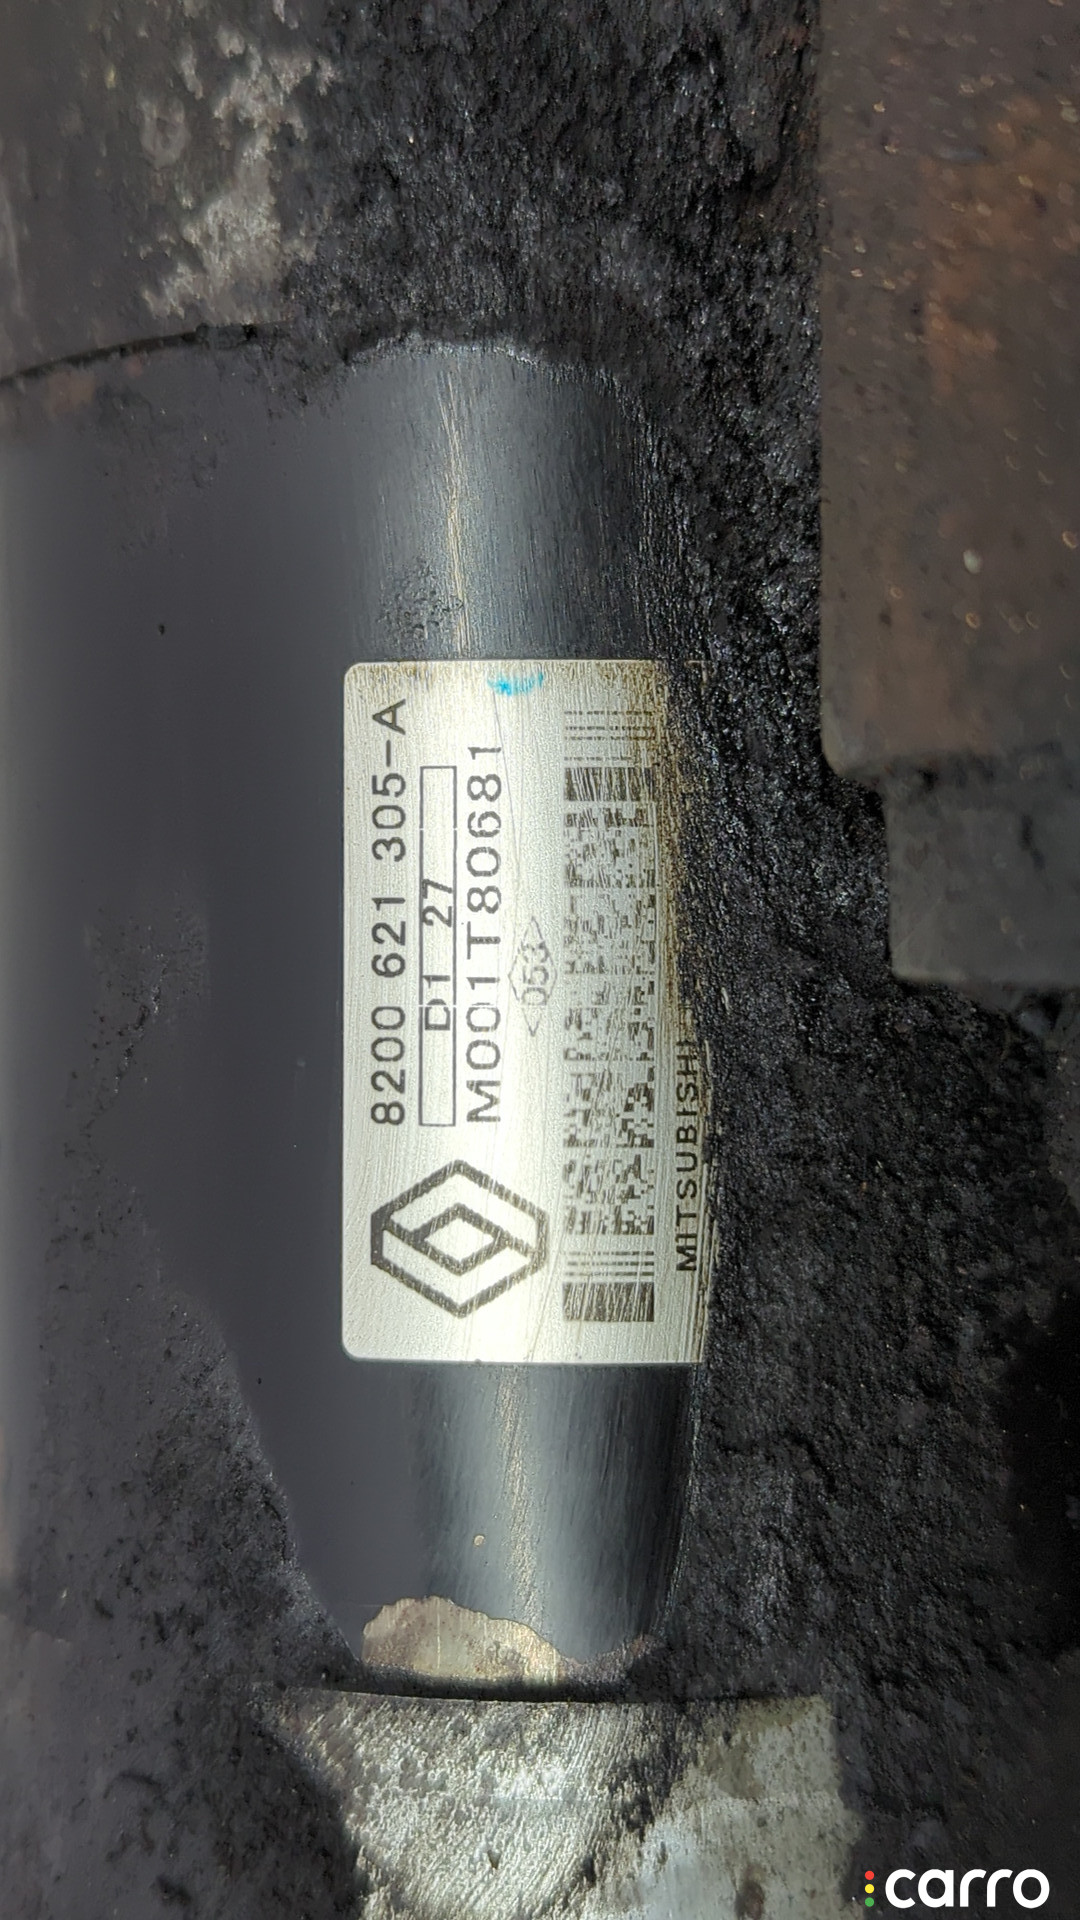 8200 621 305-A
D1 27
M001T80681
<053>
MITSUBISHI
carro